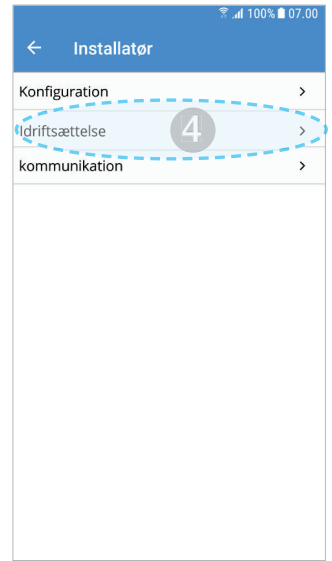 100% 07.00
← Installatør
Konfiguration >
Idriftsættelse 4 >
kommunikation >